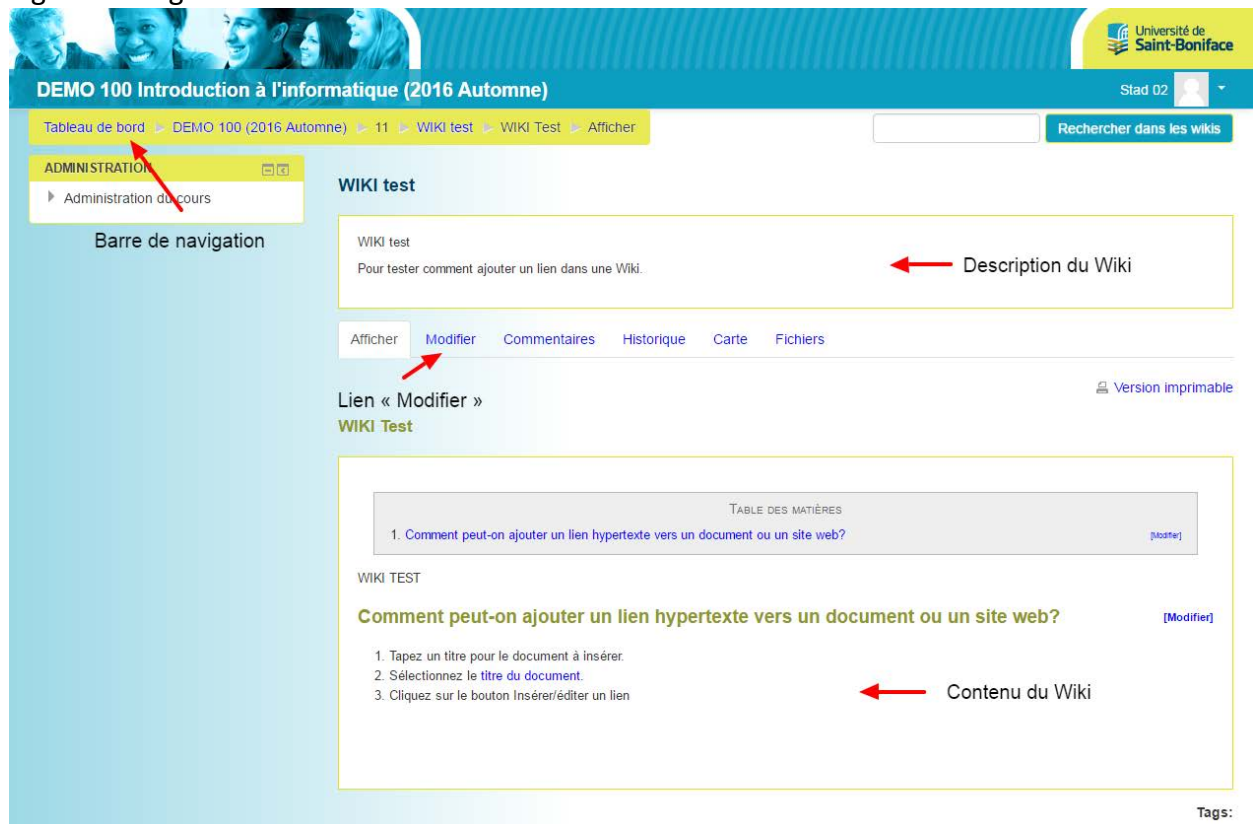 Université de
Saint-Boniface
DEMO 100 Introduction à l'informatique (2016 Automne)
Stad 02
Tableau de bord DEMO 100 (2016 Automne) 11 WIKI test WIKI Test Afficher
Rechercher dans les wikis
ADMINISTRATION
Administration du cours
Barre de navigation
WIKI test
WIKI test
Pour tester comment ajouter un lien dans une Wiki.
Description du Wiki
Afficher Modifier Commentaires Historique Carte Fichiers
Version imprimable
Lien « Modifier »
WIKI Test
TABLE DES MATIÈRES
1. Comment peut-on ajouter un lien hypertexte vers un document ou un site web? [Modifier]
WIKI TEST
Comment peut-on ajouter un lien hypertexte vers un document ou un site web? [Modifier]
1. Tapez un titre pour le document à insérer.
2. Sélectionnez le titre du document.
3. Cliquez sur le bouton Insérer/éditer un lien
Contenu du Wiki
Tags: